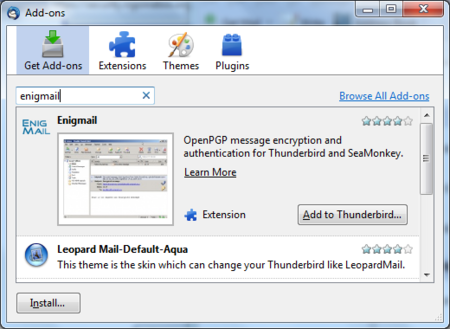 Add-ons
Get Add-ons Extensions Themes Plugins
enigmail Browse All Add-ons
ENIG
MAIL
Enigmail
OpenPGP message encryption and
authentication for Thunderbird and SeaMonkey.
Learn More
Extension Add to Thunderbird...
Leopard Mail-Default-Aqua
This theme is the skin which can change your Thunderbird like LeopardMail.
Install...